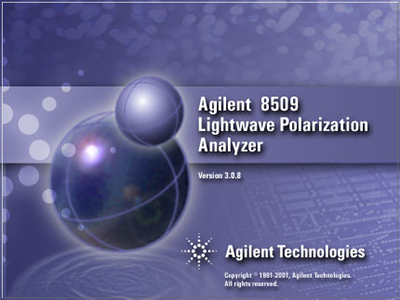 Agilent 8509
Lightwave Polarization
Analyzer
Version 3.0.8
Agilent Technologies
Copyright © 1991-2001, Agilent Technologies.
All rights reserved.